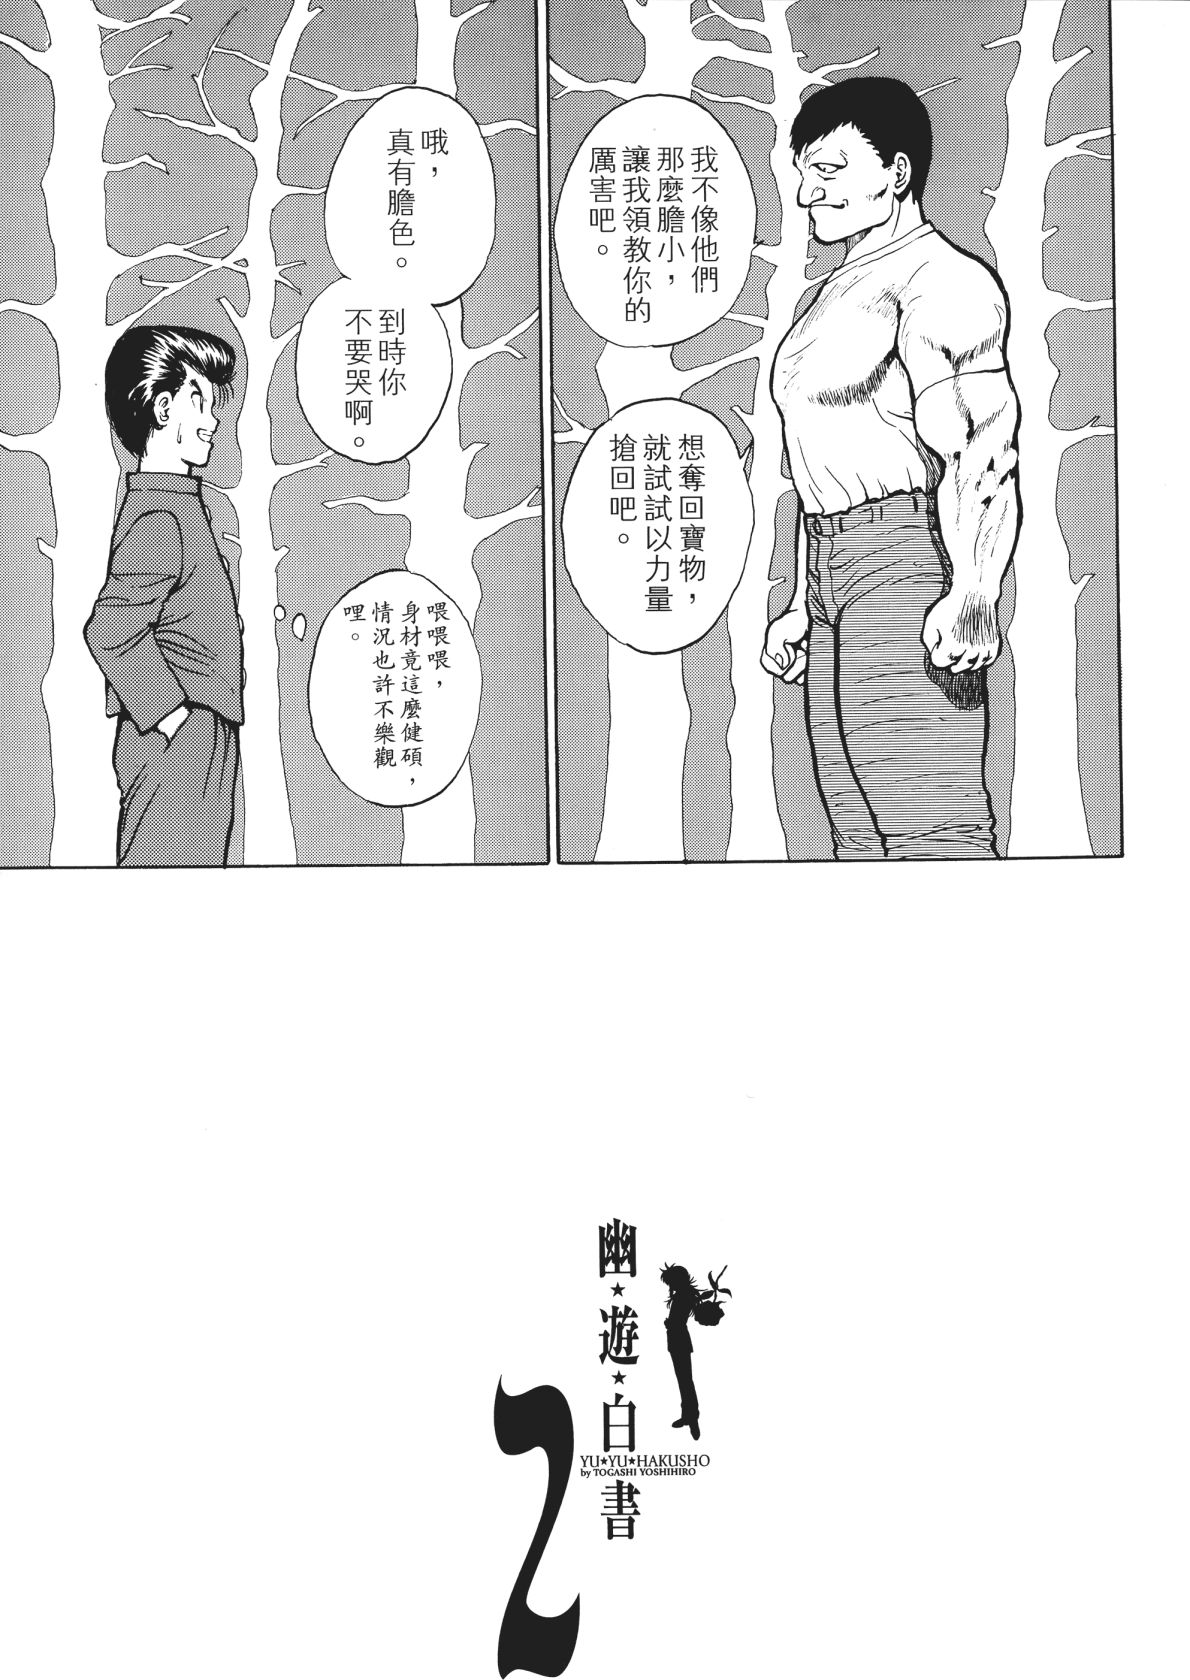 我不像他們
那麼膽小，
讓我領教你的
厲害吧。
想奪回寶物，
就試試以力量
搶回吧。
哦，
真有膽色。
到時你
不要哭啊。
喂喂喂，
身材竟這麼健碩，
情況也許不樂觀
哩。
幽★遊★白書
YU★YU★HAKUSHO
by TOGASHI YOSHIHIRO
2